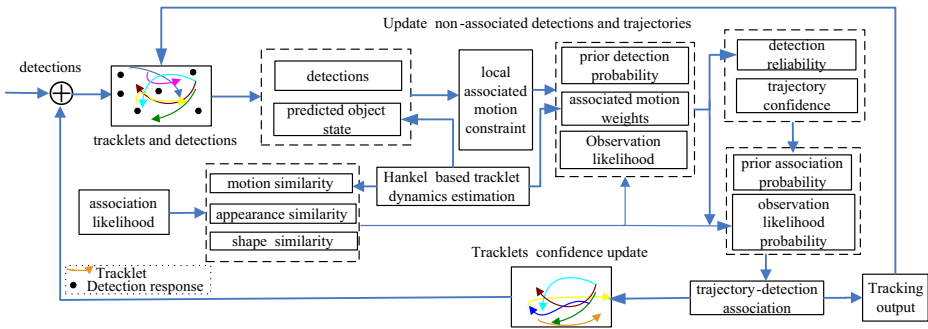 Update non-associated detections and trajectories
detections
tracklets and detections
detections
predicted object
state
local
associated
motion
constraint
prior detection
probability
associated motion
weights
Observation
likelihood
detection
reliability
trajectory
confidence
association
likelihood
motion similarity
appearance similarity
shape similarity
Hankel based tracklet
dynamics estimation
prior association
probability
observation
likelihood
probability
Tracklet
Detection response
Tracklets confidence update
trajectory-detection
association
Tracking
output